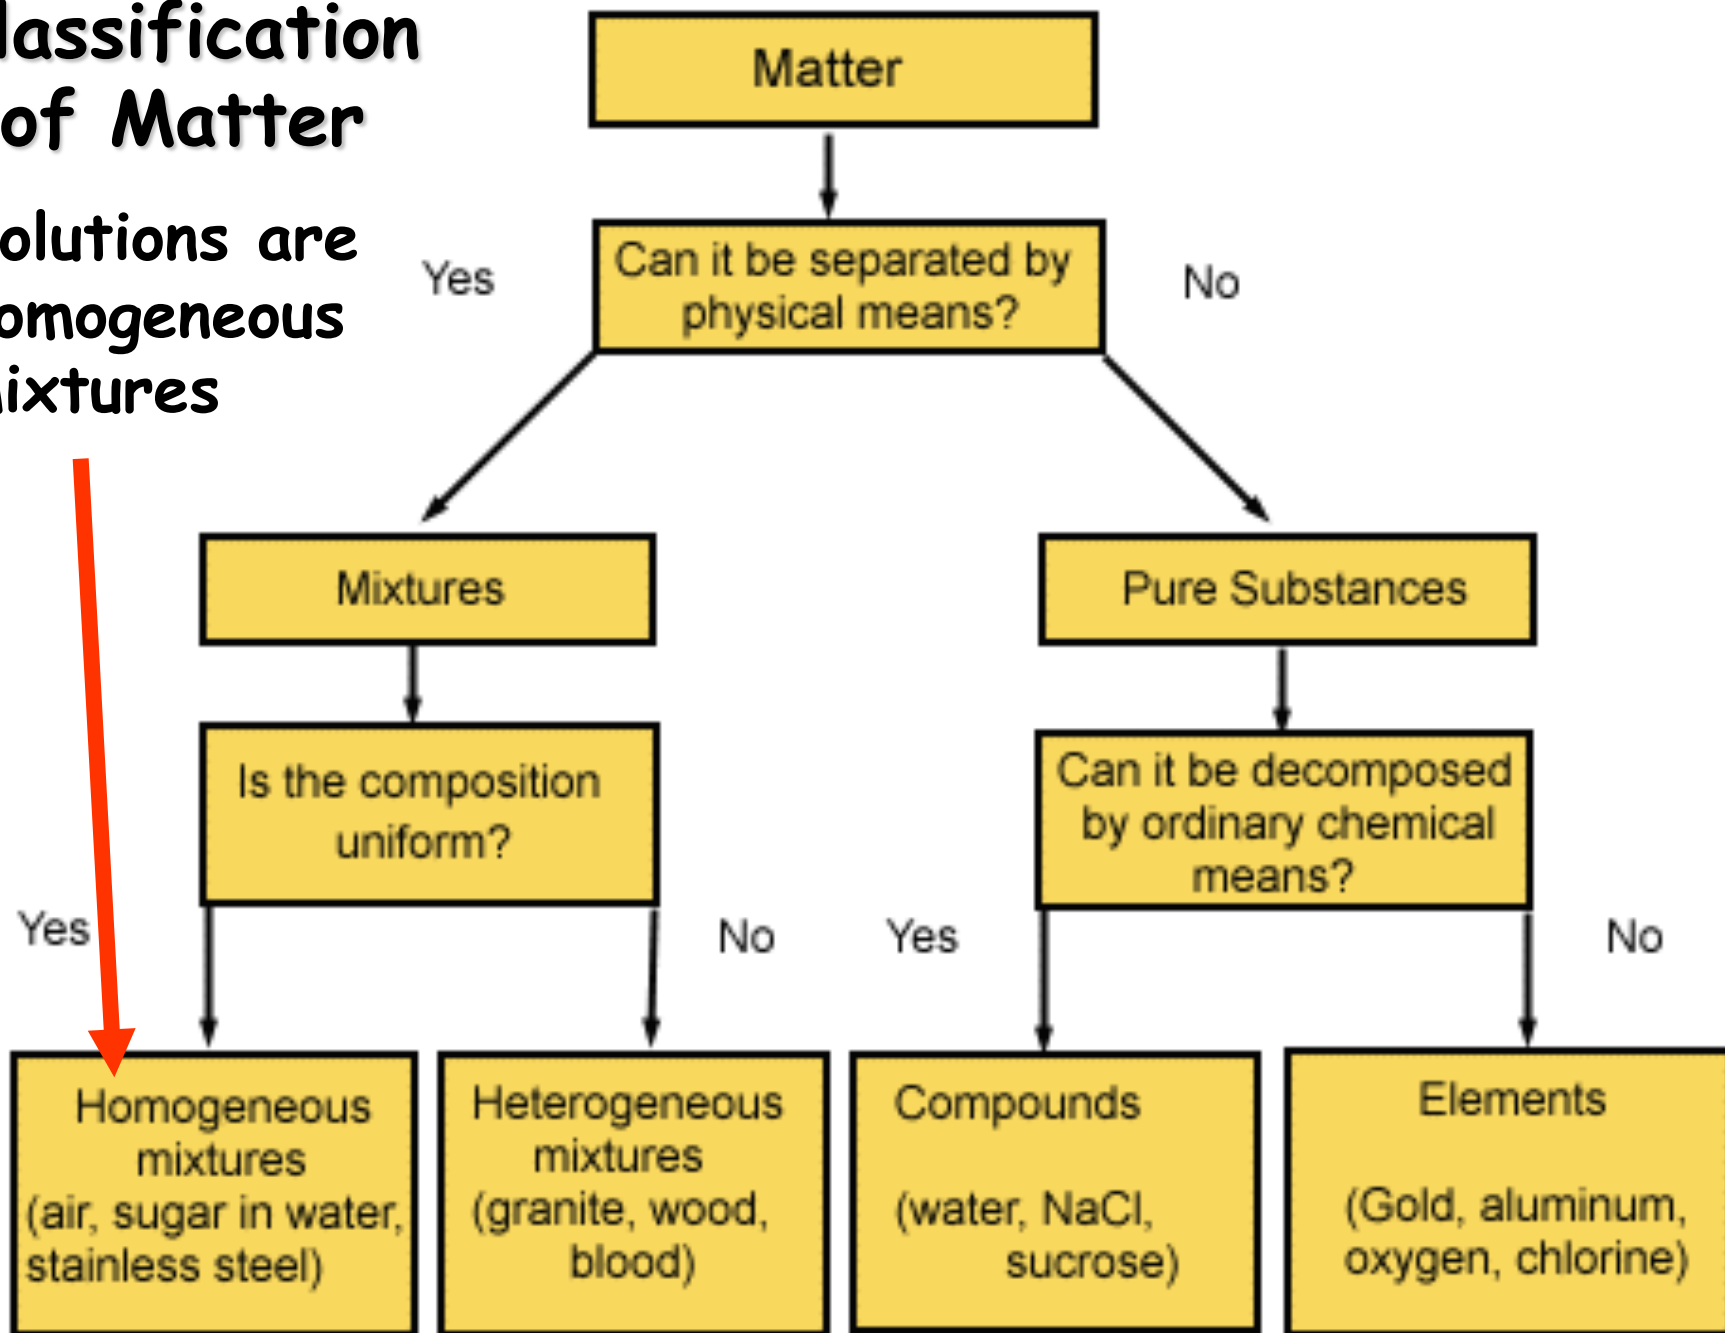 lassification
of Matter
olutions are
omogeneous
ixtures
Matter
Can it be separated by
physical means?
Yes
No
Mixtures
Pure Substances
Is the composition
uniform?
Can it be decomposed
by ordinary chemical
means?
Yes
No
Yes
No
Homogeneous
mixtures
(air, sugar in water,
stainless steel)
Heterogeneous
mixtures
(granite, wood,
blood)
Compounds
(water, NaCl,
sucrose)
Elements
(Gold, aluminum,
oxygen, chlorine)